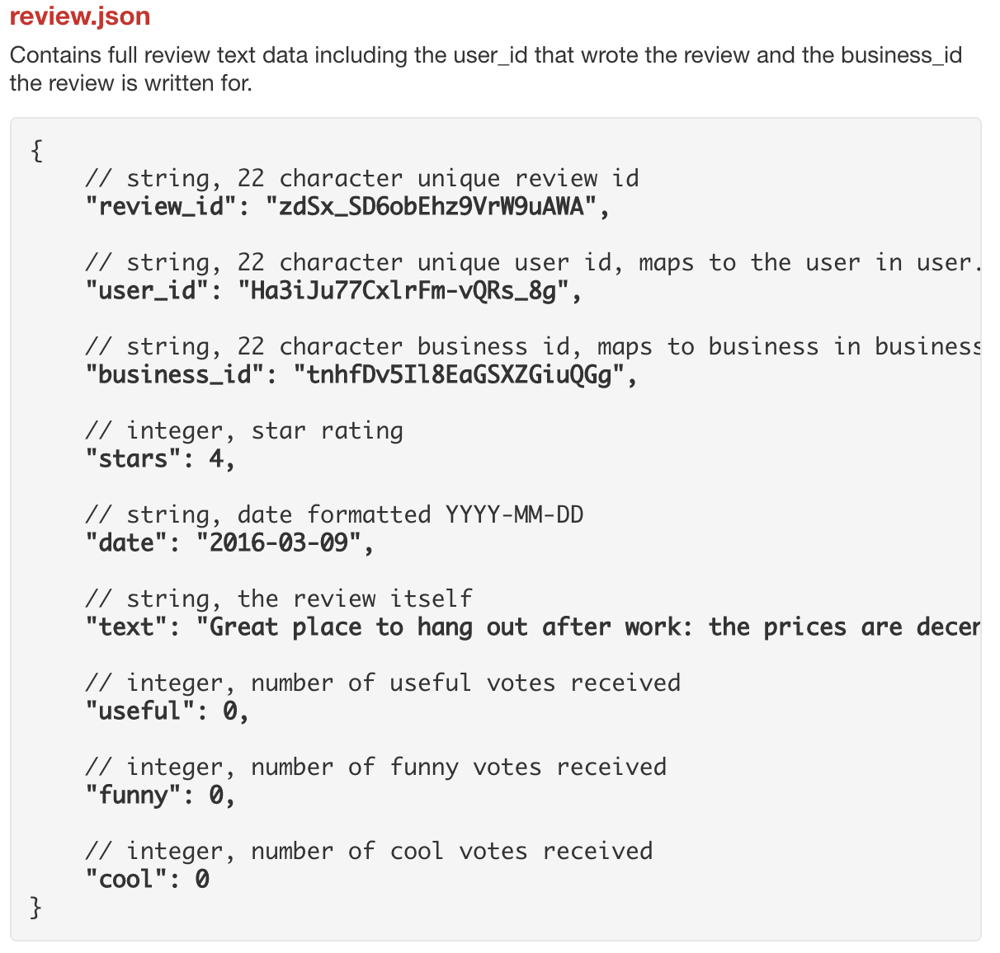 review.json
Contains full review text data including the user_id that wrote the review and the business_id
the review is written for.
{
// string, 22 character unique review id
"review_id": "zdSx_SD6obEhz9VrW9uAWA",
// string, 22 character unique user id, maps to the user in user.
"user_id": "Ha3iJu77CxlrFm-vQRs_8g",
// string, 22 character business id, maps to business in business
"business_id": "tnhfDv5Il8EaGSXZGiuQGg",
// integer, star rating
"stars": 4,
// string, date formatted YYYY-MM-DD
"date": "2016-03-09",
// string, the review itself
"text": "Great place to hang out after work: the prices are
// integer, number of useful votes received
"useful": 0,
// integer, number of funny votes received
"funny": 0,
// integer, number of cool votes received
"cool": 0
}